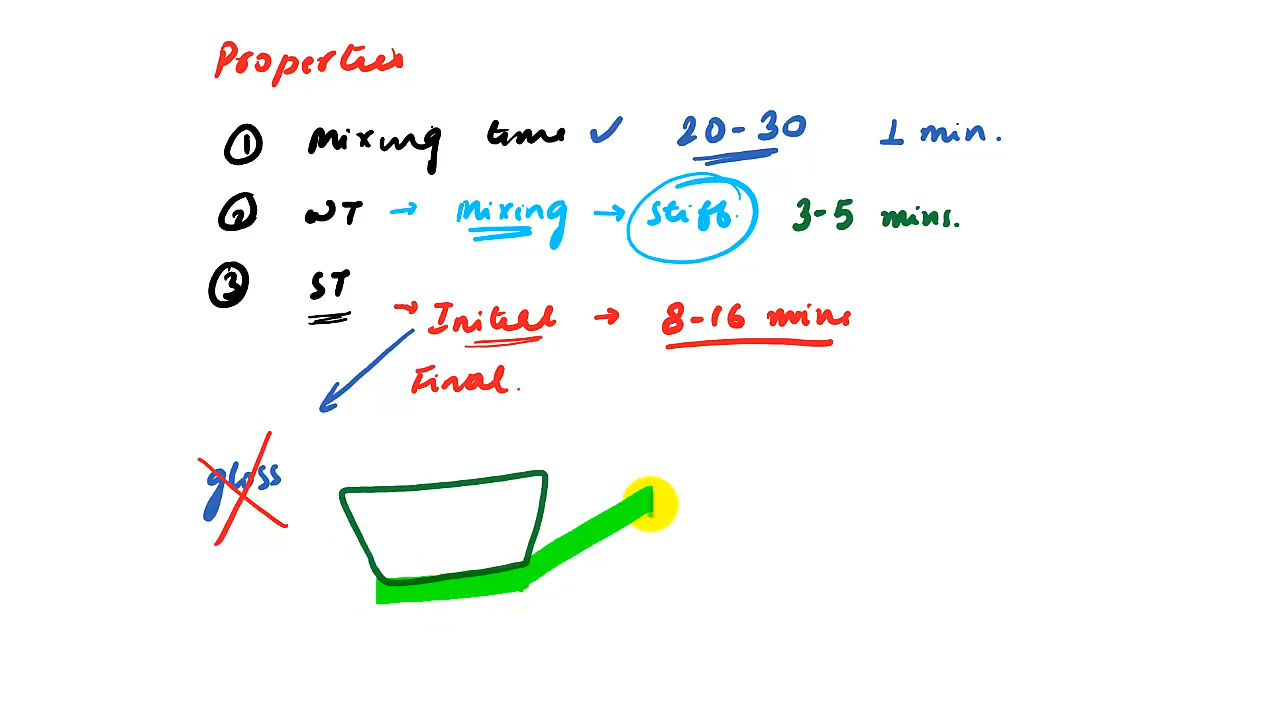 Properties
① Mixing time ✓ 20-30 1 min.
② WT → Mixing → stiff. 3-5 mins.
③ ST
→ Initial → 8-16 mins
Final.
gloss